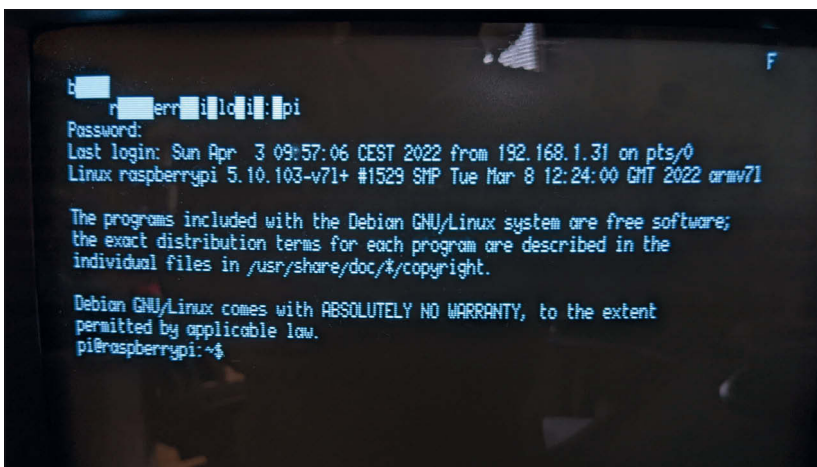 F
pi
Password:
Last login: Sun Apr  3 09:57:06 CEST 2022 from 192.168.1.31 on pts/0
Linux raspberrypi 5.10.103-v7l+ #1529 SMP Tue Mar 8 12:24:00 GMT 2022 armv7l
The programs included with the Debian GNU/Linux system are free software;
the exact distribution terms for each program are described in the
individual files in /usr/share/doc/*/copyright.
Debian GNU/Linux comes with ABSOLUTELY NO WARRANTY, to the extent
permitted by applicable law.
pi@raspberrypi:~$